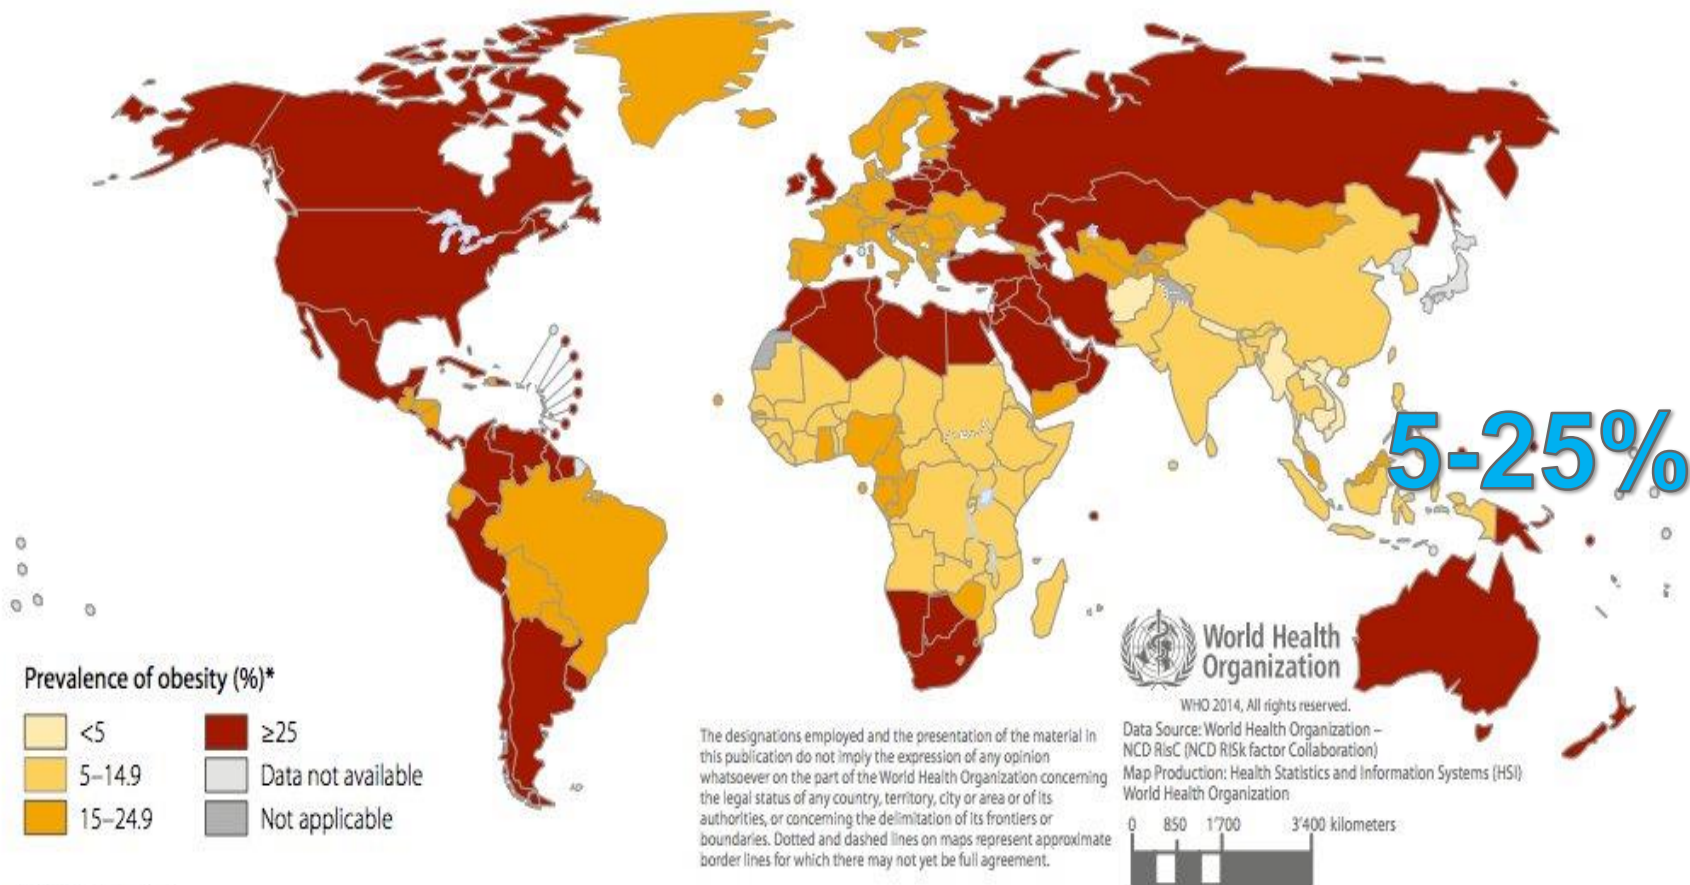 5-25%
Prevalence of obesity (%)*
<5
5–14.9
15–24.9
≥25
Data not available
Not applicable
The designations employed and the presentation of the material in
this publication do not imply the expression of any opinion
whatsoever on the part of the World Health Organization concerning
the legal status of any country, territory, city or area or of its
authorities, or concerning the delimitation of its frontiers or
boundaries. Dotted and dashed lines on maps represent approximate
border lines for which there may not yet be full agreement.
World Health
Organization
WHO 2014, All rights reserved.
Data Source: World Health Organization –
NCD RisC (NCD RISk factor Collaboration)
Map Production: Health Statistics and Information Systems (HSI)
World Health Organization
0 850 1'700 3'400 kilometers